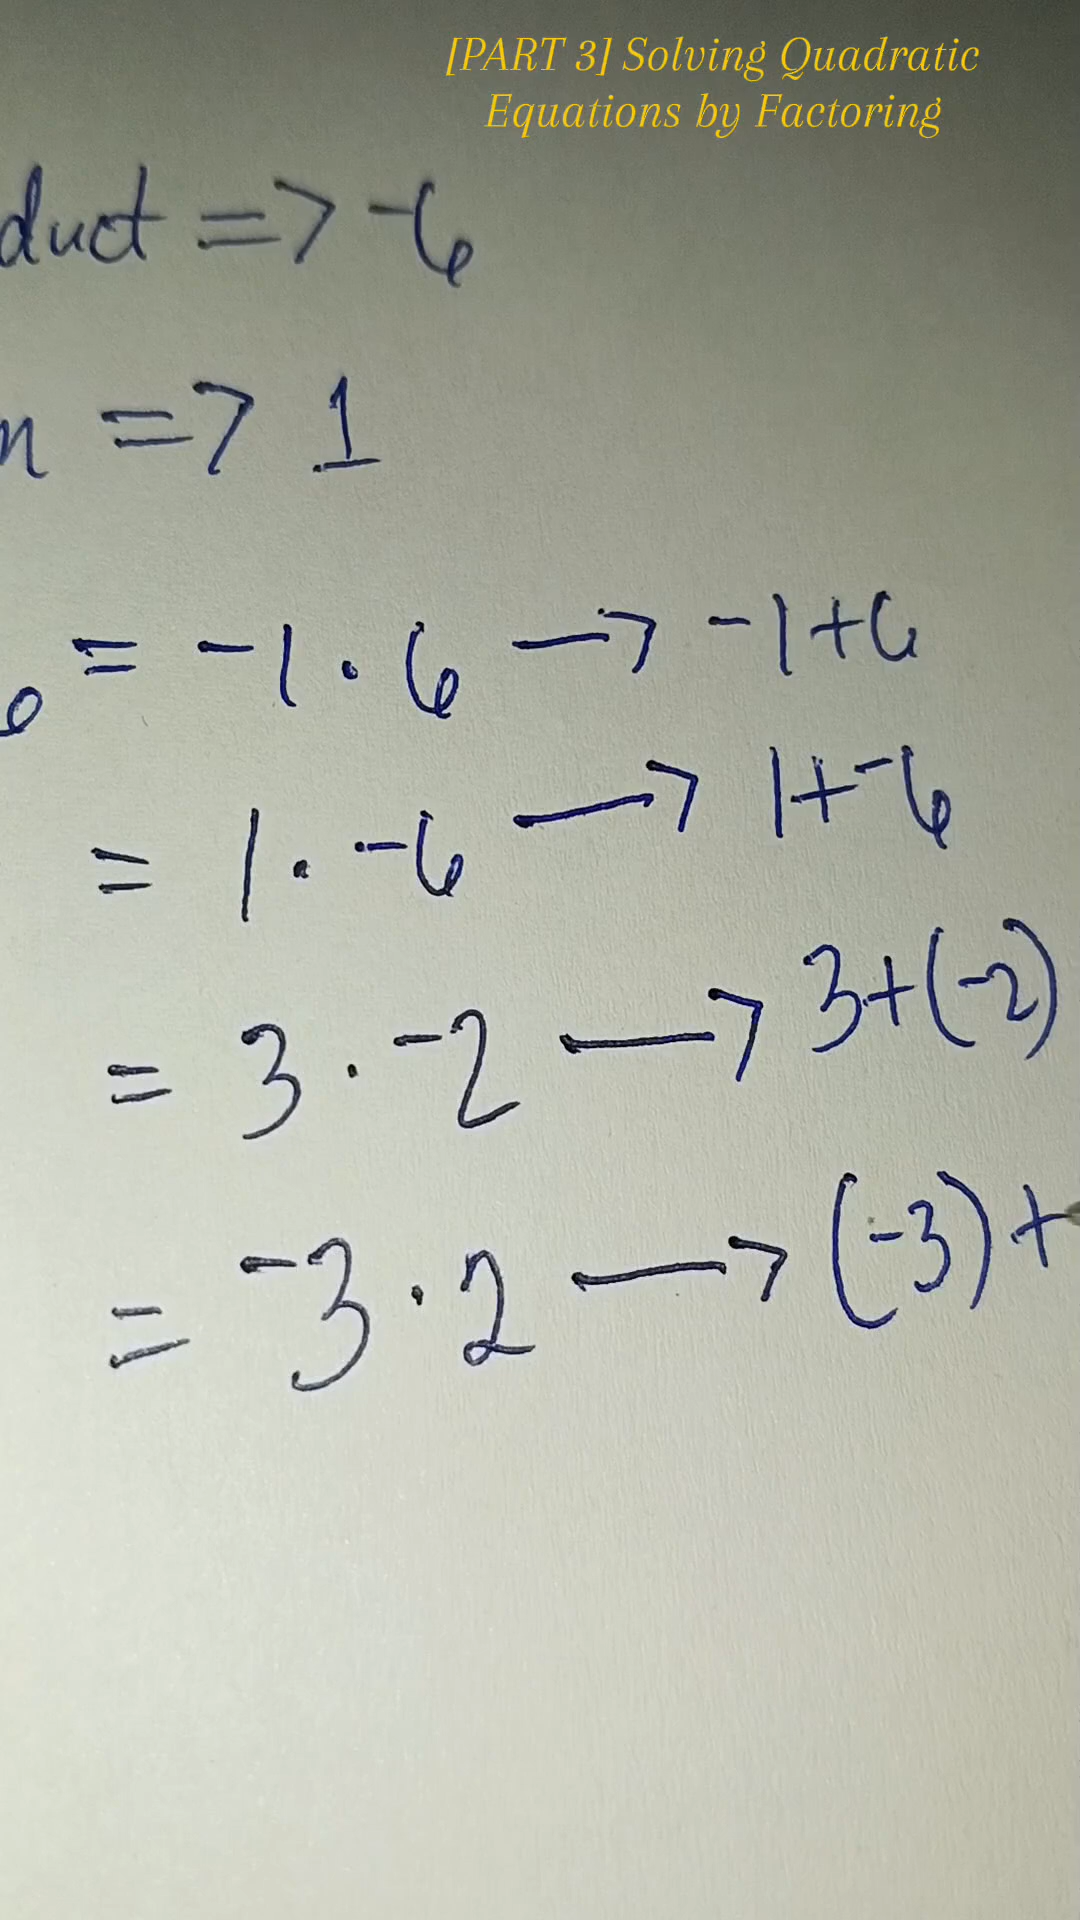 [PART 3] Solving Quadratic
Equations by Factoring
duct => -6
m => 1
6 = -1 · 6 → -1+6
= 1 · -6 → 1+-6
= 3 · -2 → 3+(-2)
= -3 · 2 → (-3)+